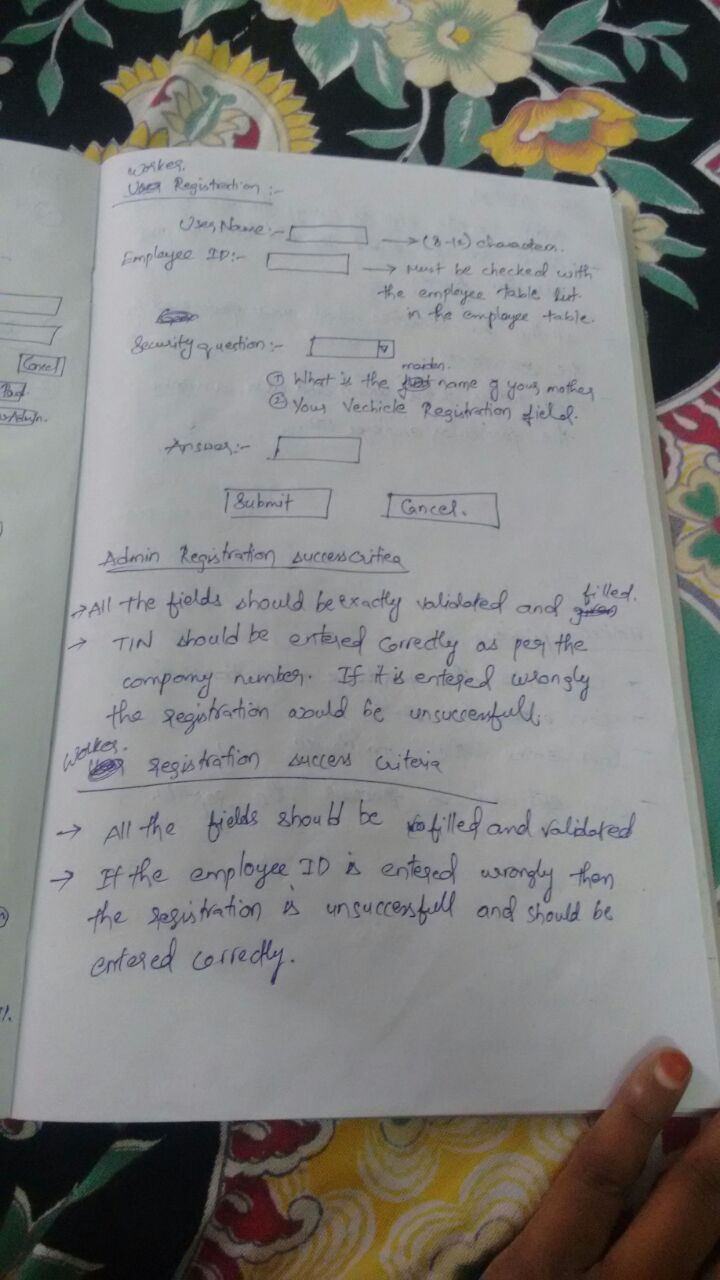 Cancel
Worker.
User Registration :-
User Name:-
→ (8-12) characters.
Employee ID:-
→ Must be checked with
the employee table list
in the employee table.
Security question:-
maiden.
① What is the name of your mother
② Your Vechicle Registration field.
Answer:-
Submit
Cancel.
Admin Registration success critiea
→ All the fields should be exactly validated and filled.
→ TIN should be entered correctly as per the
company number. If it is entered wrongly
the registration would be unsuccessfull.
Worker.
registration success criteria
→ All the fields should be filled and validated
→ If the employee ID is entered wrongly then
the registration is unsuccessfull and should be
entered correctly.